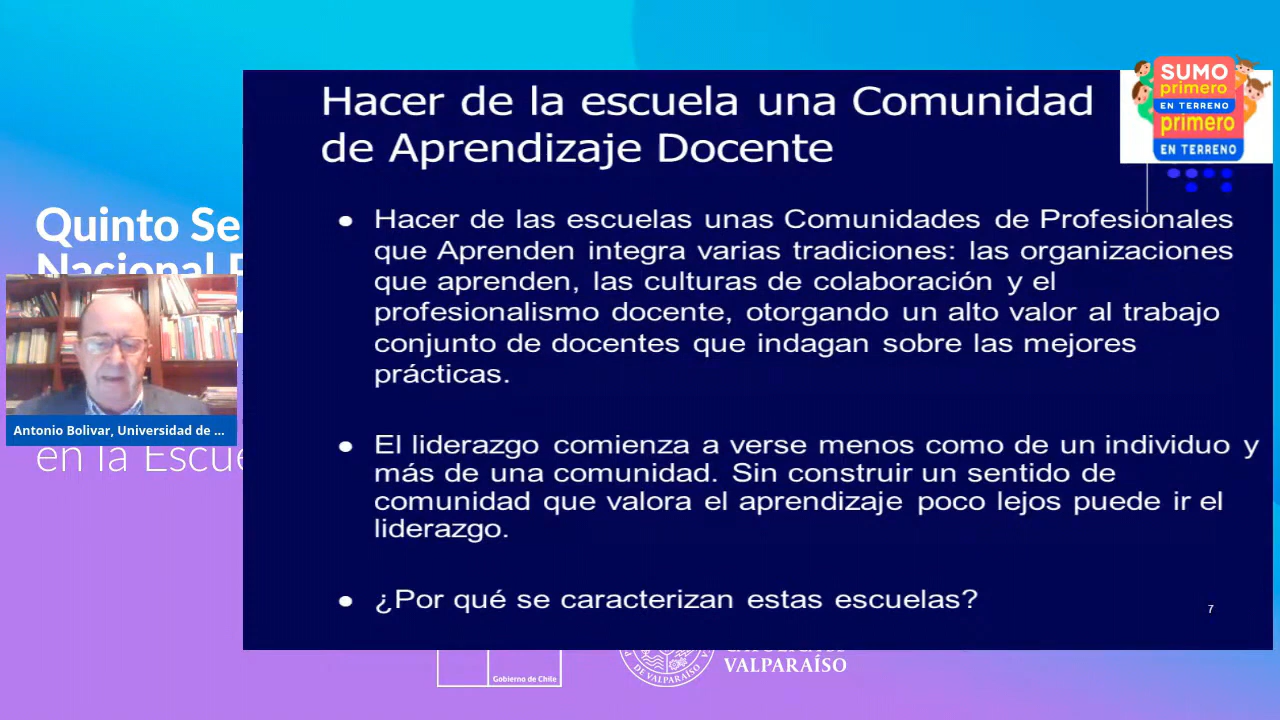 Hacer de la escuela una Comunidad
de Aprendizaje Docente
SUMO
primero
EN TERRENO
primero
EN TERRENO
Quinto Se
Nacional
Hacer de las escuelas unas Comunidades de Profesionales
que Aprenden integra varias tradiciones: las organizaciones
que aprenden, las culturas de colaboración y el
profesionalismo docente, otorgando un alto valor al trabajo
conjunto de docentes que indagan sobre las mejores
prácticas.
Antonio Bolivar, Universidad de ...
en la Escue
El liderazgo comienza a verse menos como de un individuo y
más de una comunidad. Sin construir un sentido de
comunidad que valora el aprendizaje poco lejos puede ir el
liderazgo.
¿Por qué se caracterizan estas escuelas?
7
Gobierno de Chile
DE VALPARAÍSO
VALPARAÍSO